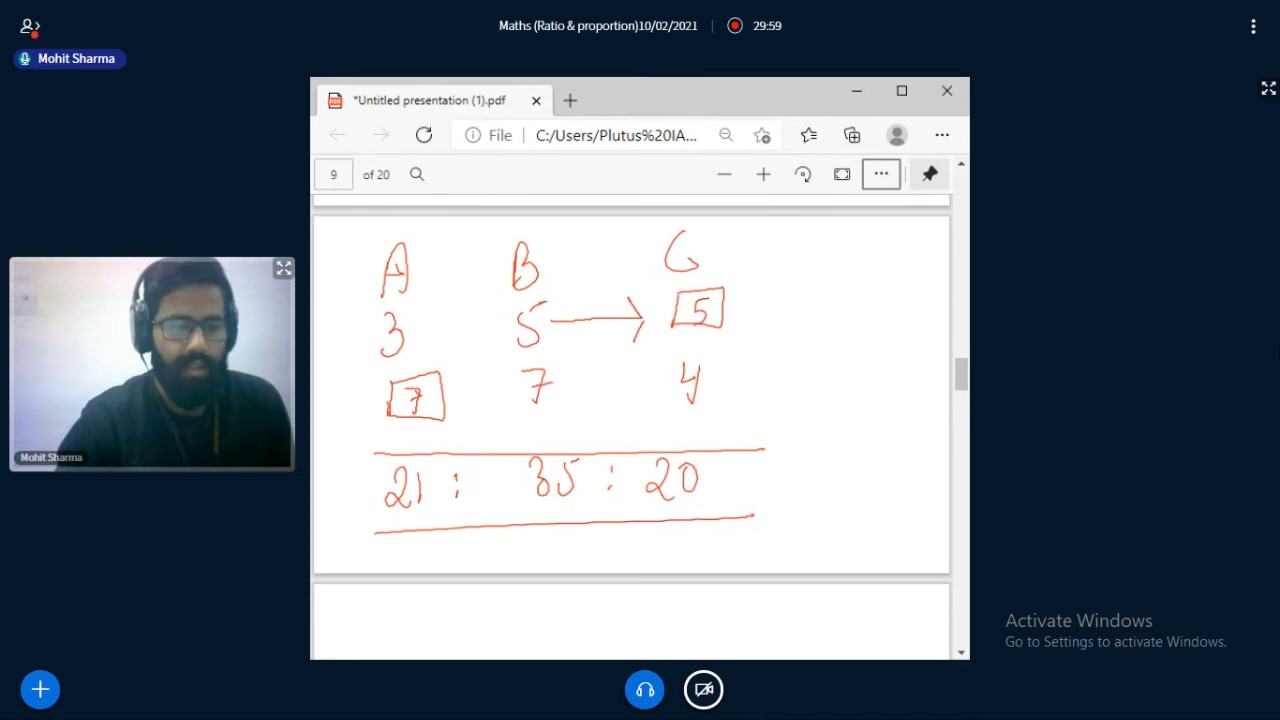 Maths (Ratio & proportion)10/02/2021 29:59
Mohit Sharma
*Untitled presentation (1).pdf
File C:/Users/Plutus%20IA...
9 of 20
A B C
3 5 5
7 7 4
21 : 35 : 20
Mohit Sharma
Activate Windows
Go to Settings to activate Windows.